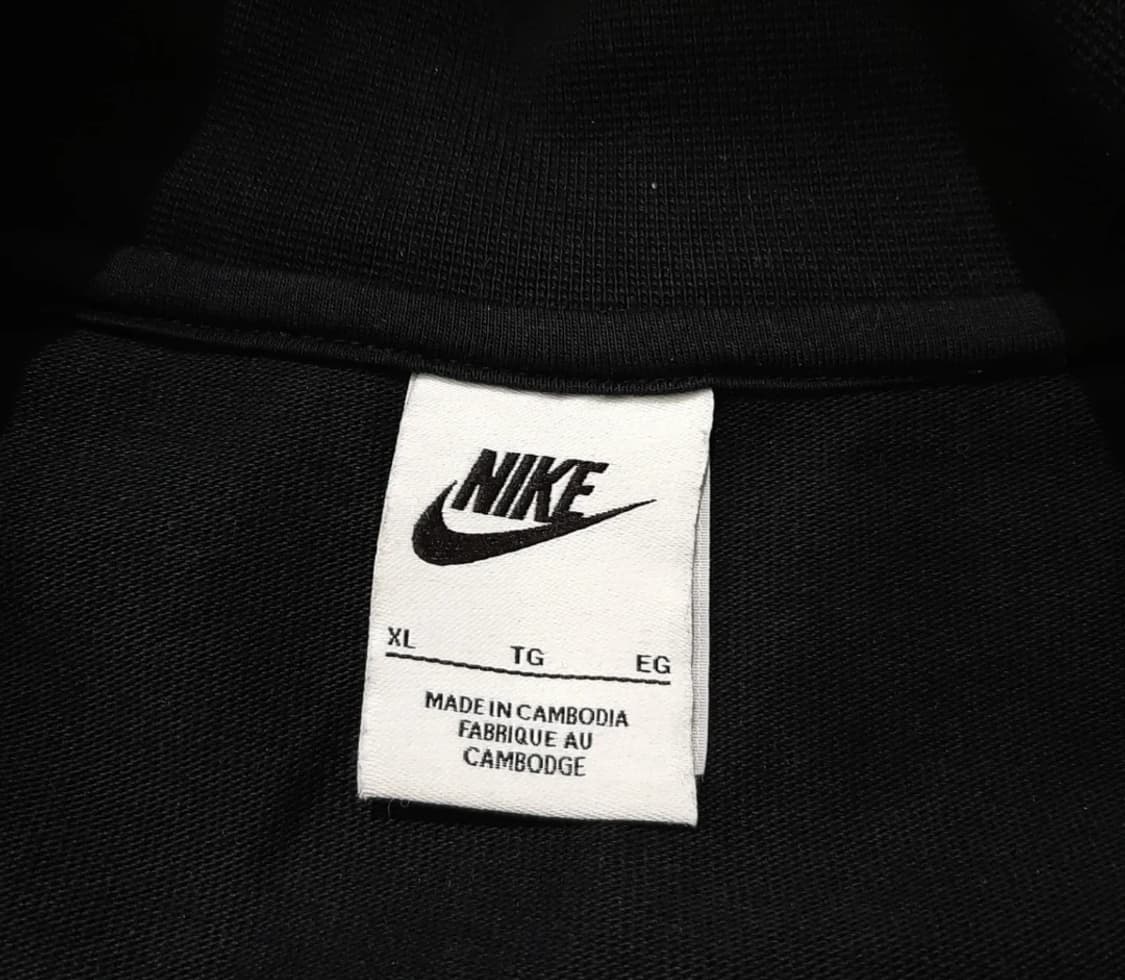 NIKE
XL TG EG
MADE IN CAMBODIA
FABRIQUE AU
CAMBODGE